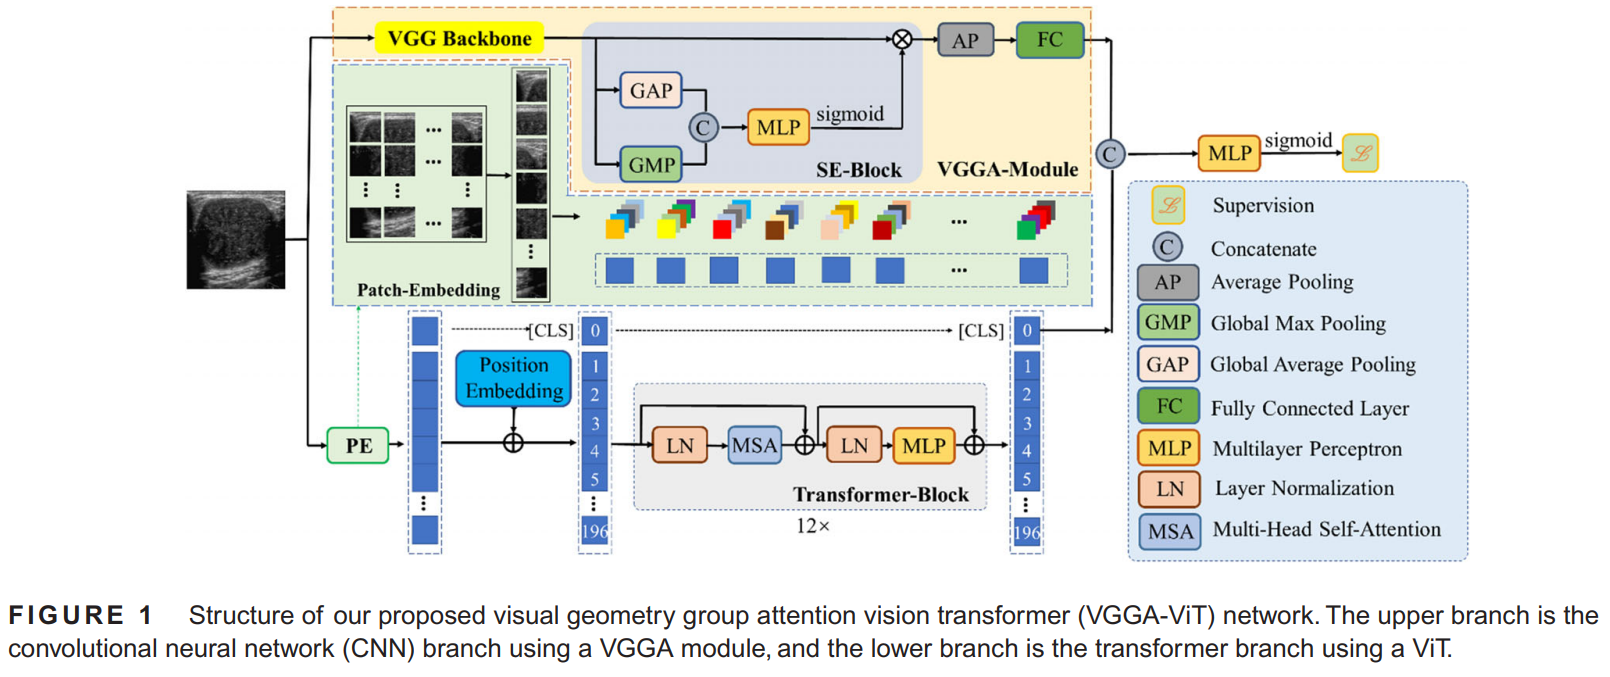 VGG Backbone
AP
FC
GAP
C
MLP
sigmoid
GMP
SE-Block
VGGA-Module
Patch-Embedding
C
MLP
sigmoid
ℒ
ℒ Supervision
C Concatenate
AP Average Pooling
GMP Global Max Pooling
GAP Global Average Pooling
FC Fully Connected Layer
MLP Multilayer Perceptron
LN Layer Normalization
MSA Multi-Head Self-Attention
[CLS] 0
[CLS] 0
Position
Embedding
PE
1
2
3
4
5
196
LN
MSA
LN
MLP
Transformer-Block
12×
1
2
3
4
5
196
FIGURE 1 Structure of our proposed visual geometry group attention vision transformer (VGGA-ViT) network. The upper branch is the
convolutional neural network (CNN) branch using a VGGA module, and the lower branch is the transformer branch using a ViT.